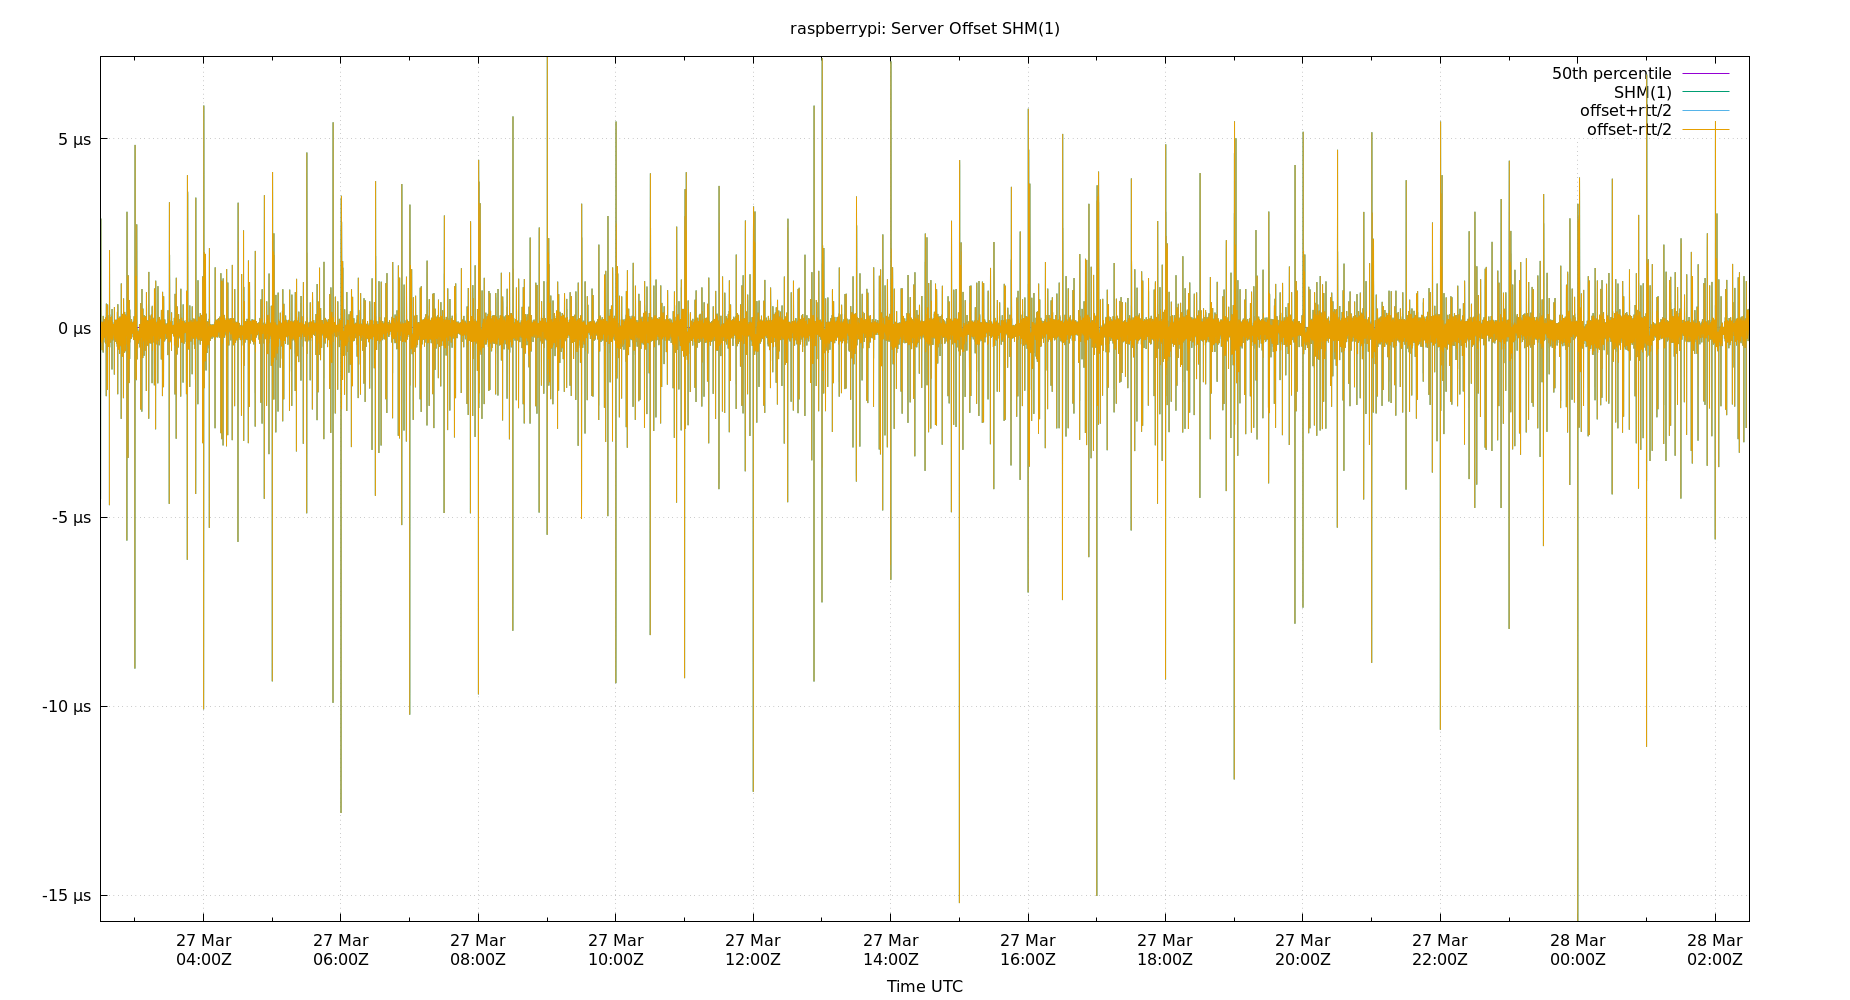 raspberrypi: Server Offset SHM(1)
50th percentile
SHM(1)
offset+rtt/2
offset-rtt/2
5 µs
0 µs
-5 µs
-10 µs
-15 µs
27 Mar 27 Mar 27 Mar 27 Mar 27 Mar 27 Mar 27 Mar 27 Mar 27 Mar 27 Mar 28 Mar 28 Mar
04:00Z 06:00Z 08:00Z 10:00Z 12:00Z 14:00Z 16:00Z 18:00Z 20:00Z 22:00Z 00:00Z 02:00Z
Time UTC